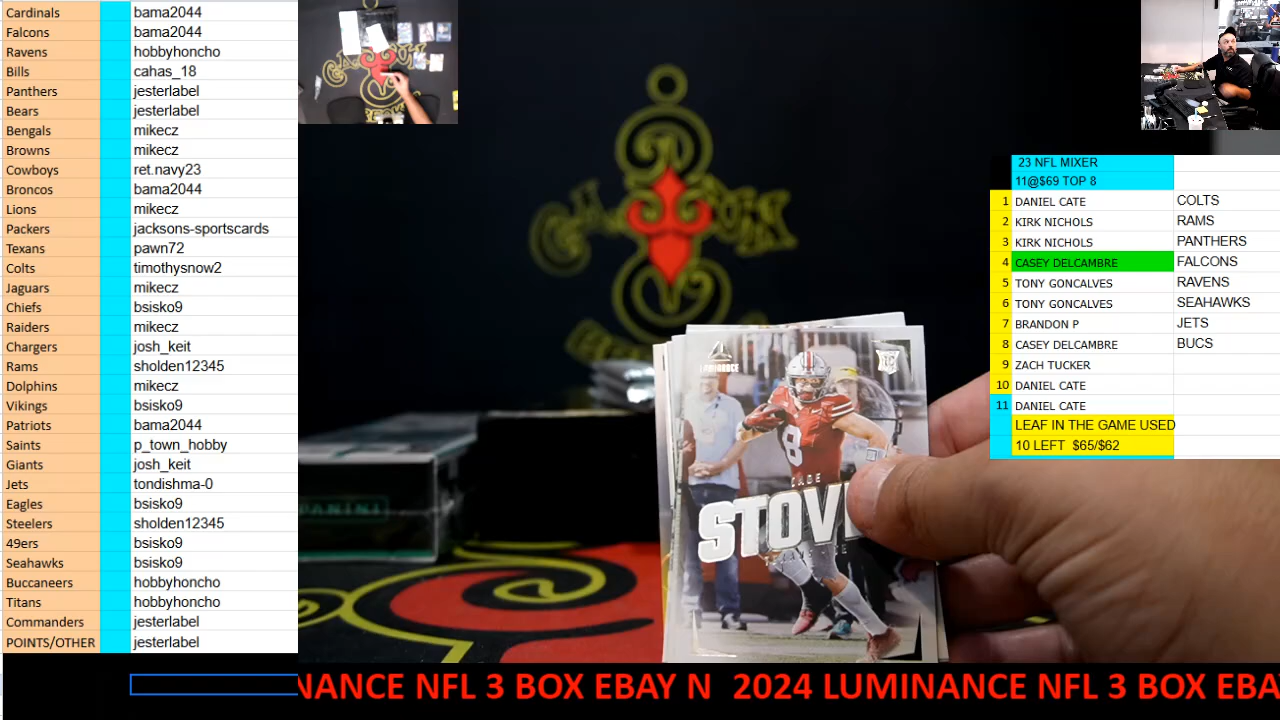 Cardinals bama2044
Falcons bama2044
Ravens hobbyhoncho
Bills cahas_18
Panthers jesterlabel
Bears jesterlabel
Bengals mikecz
Browns mikecz
Cowboys ret.navy23
Broncos bama2044
Lions mikecz
Packers jacksons-sportscards
Texans pawn72
Colts timothysnow2
Jaguars mikecz
Chiefs bsisko9
Raiders mikecz
Chargers josh_keit
Rams sholden12345
Dolphins mikecz
Vikings bsisko9
Patriots bama2044
Saints p_town_hobby
Giants josh_keit
Jets tondishma-0
Eagles bsisko9
Steelers sholden12345
49ers bsisko9
Seahawks bsisko9
Buccaneers hobbyhoncho
Titans hobbyhoncho
Commanders jesterlabel
POINTS/OTHER jesterlabel
23 NFL MIXER
11@$69 TOP 8
1 DANIEL CATE COLTS
2 KIRK NICHOLS RAMS
3 KIRK NICHOLS PANTHERS
4 CASEY DELCAMBRE FALCONS
5 TONY GONCALVES RAVENS
6 TONY GONCALVES SEAHAWKS
7 BRANDON P JETS
8 CASEY DELCAMBRE BUCS
9 ZACH TUCKER
10 DANIEL CATE
11 DANIEL CATE
LEAF IN THE GAME USED
10 LEFT $65/$62
PANINI
LUMINANCE
RC
8
CADE
STOV
NANCE NFL 3 BOX EBAY N 2024 LUMINANCE NFL 3 BOX EBA